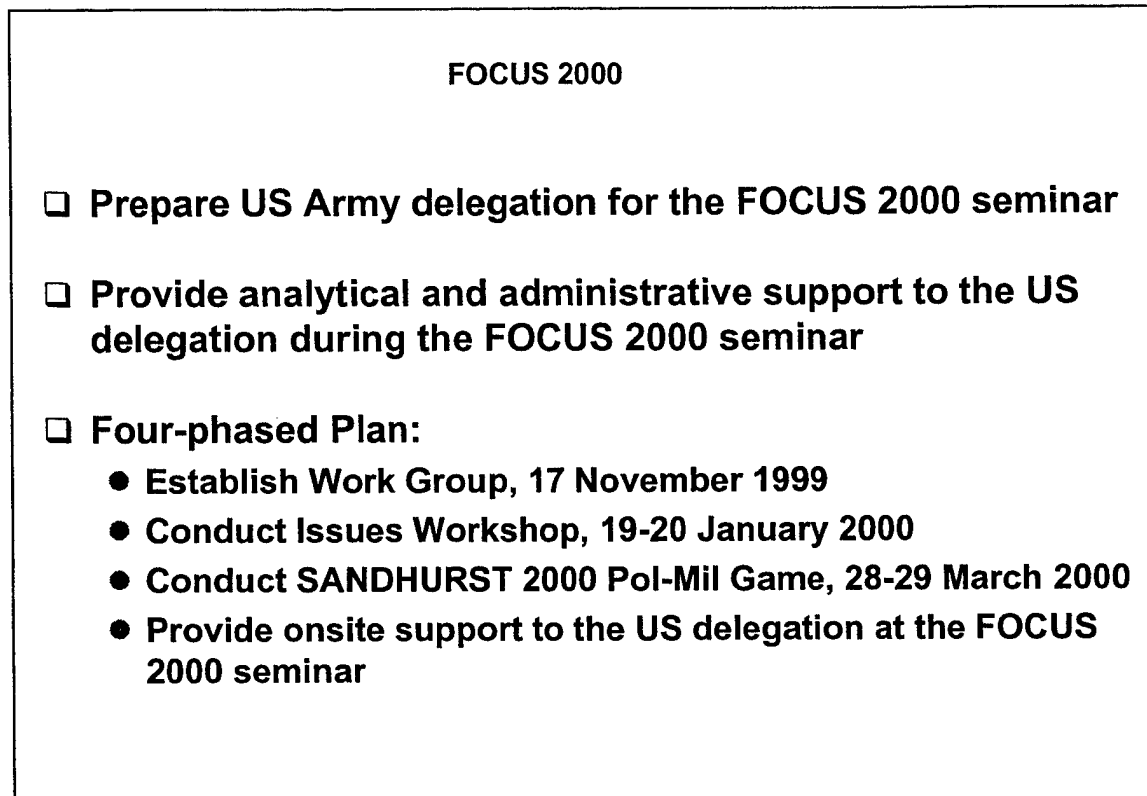 FOCUS 2000
❑ Prepare US Army delegation for the FOCUS 2000 seminar
❑ Provide analytical and administrative support to the US
delegation during the FOCUS 2000 seminar
❑ Four-phased Plan:
● Establish Work Group, 17 November 1999
● Conduct Issues Workshop, 19-20 January 2000
● Conduct SANDHURST 2000 Pol-Mil Game, 28-29 March 2000
● Provide onsite support to the US delegation at the FOCUS
2000 seminar